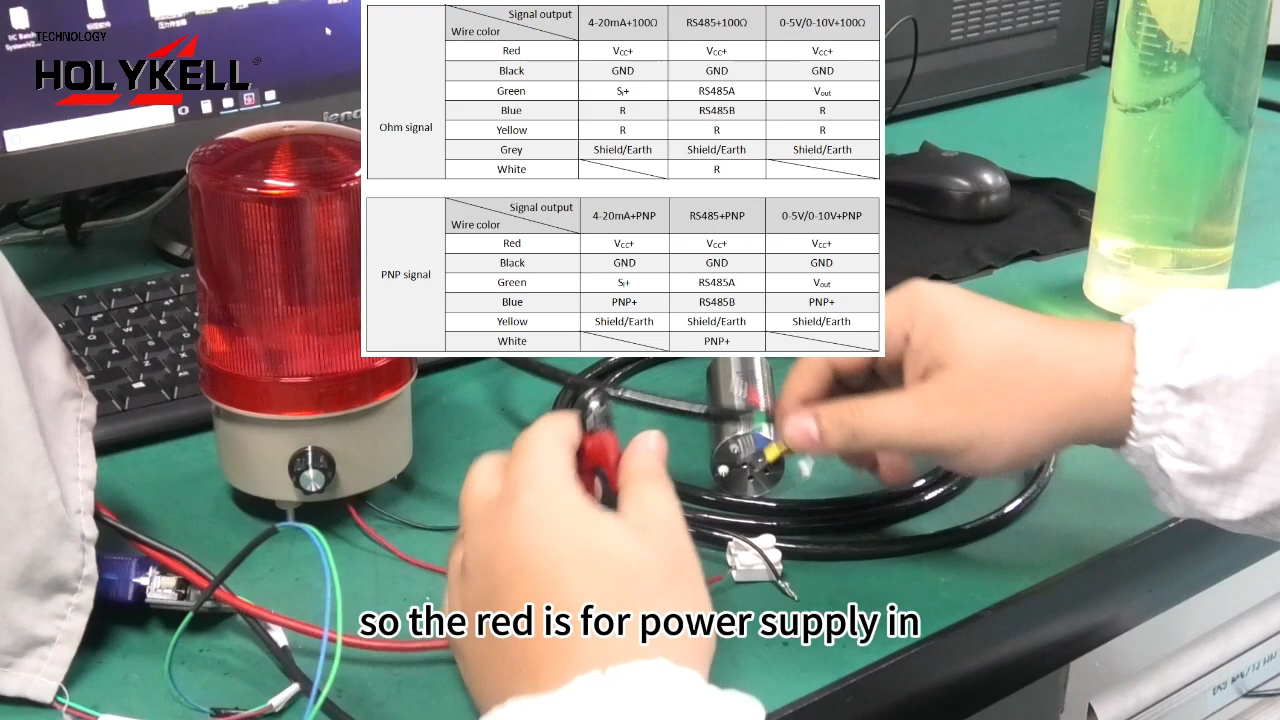 TECHNOLOGY
HOLYKELL®
Signal output 4-20mA+100Ω RS485+100Ω 0-5V/0-10V+100Ω
Wire color
Ohm signal
Red Vcc+ Vcc+ Vcc+
Black GND GND GND
Green Sᵢ+ RS485A Vout
Blue R RS485B R
Yellow R R R
Grey Shield/Earth Shield/Earth Shield/Earth
White R
Signal output 4-20mA+PNP RS485+PNP 0-5V/0-10V+PNP
Wire color
PNP signal
Red Vcc+ Vcc+ Vcc+
Black GND GND GND
Green Sᵢ+ RS485A Vout
Blue PNP+ RS485B PNP+
Yellow Shield/Earth Shield/Earth Shield/Earth
White PNP+
lenovo
14
12
so the red is for power supply in